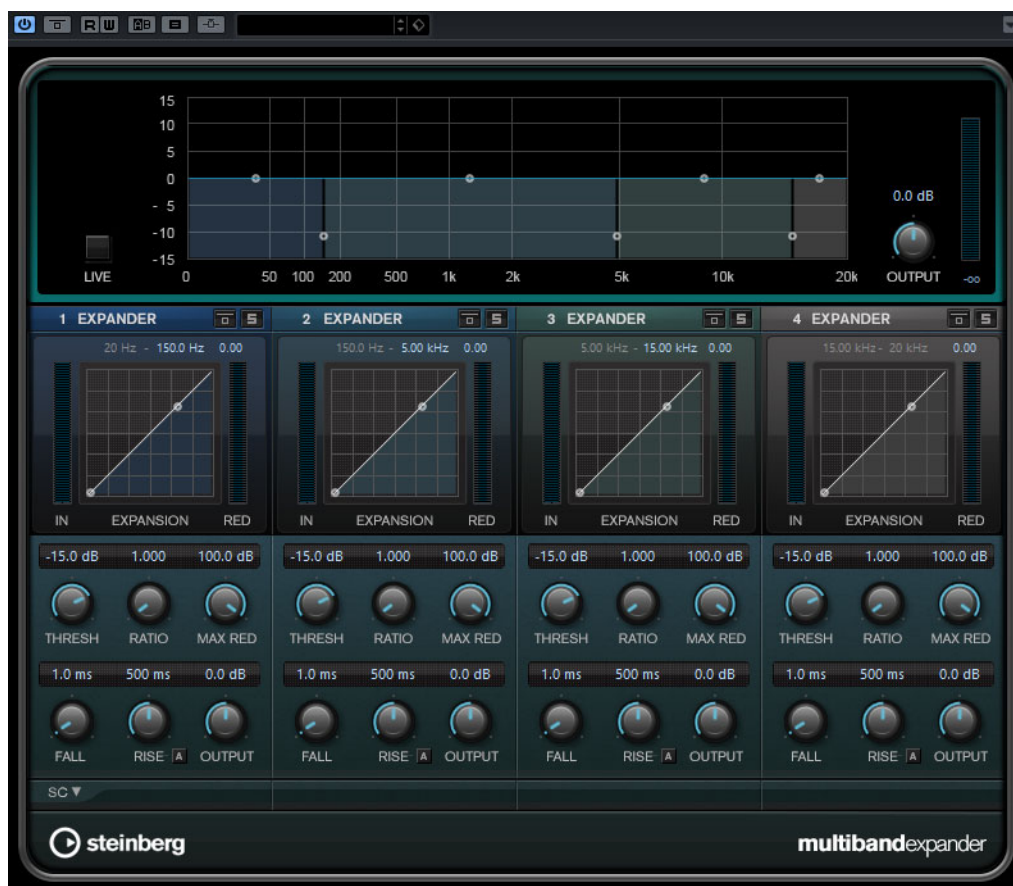 R W AB
15
10
5
0
- 5
-10
-15
0 50 100 200 500 1k 2k 5k 10k 20k
LIVE
0.0 dB
OUTPUT
-oo
1 EXPANDER S 2 EXPANDER S 3 EXPANDER S 4 EXPANDER S
20 Hz - 150.0 Hz 0.00 150.0 Hz - 5.00 kHz 0.00 5.00 kHz - 15.00 kHz 0.00 15.00 kHz - 20 kHz 0.00
IN EXPANSION RED IN EXPANSION RED IN EXPANSION RED IN EXPANSION RED
-15.0 dB 1.000 100.0 dB -15.0 dB 1.000 100.0 dB -15.0 dB 1.000 100.0 dB -15.0 dB 1.000 100.0 dB
THRESH RATIO MAX RED THRESH RATIO MAX RED THRESH RATIO MAX RED THRESH RATIO MAX RED
1.0 ms 500 ms 0.0 dB 1.0 ms 500 ms 0.0 dB 1.0 ms 500 ms 0.0 dB 1.0 ms 500 ms 0.0 dB
FALL RISE A OUTPUT FALL RISE A OUTPUT FALL RISE A OUTPUT FALL RISE A OUTPUT
SC ▼
steinberg multibandexpander